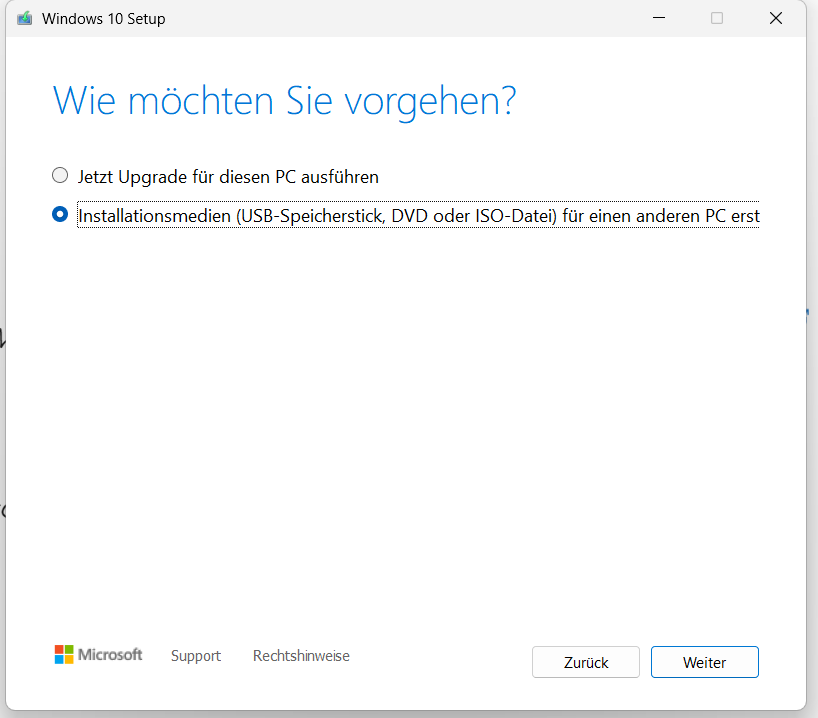 Windows 10 Setup
Wie möchten Sie vorgehen?
Jetzt Upgrade für diesen PC ausführen
Installationsmedien (USB-Speicherstick, DVD oder ISO-Datei) für einen anderen PC erst
Microsoft Support Rechtshinweise
Zurück Weiter